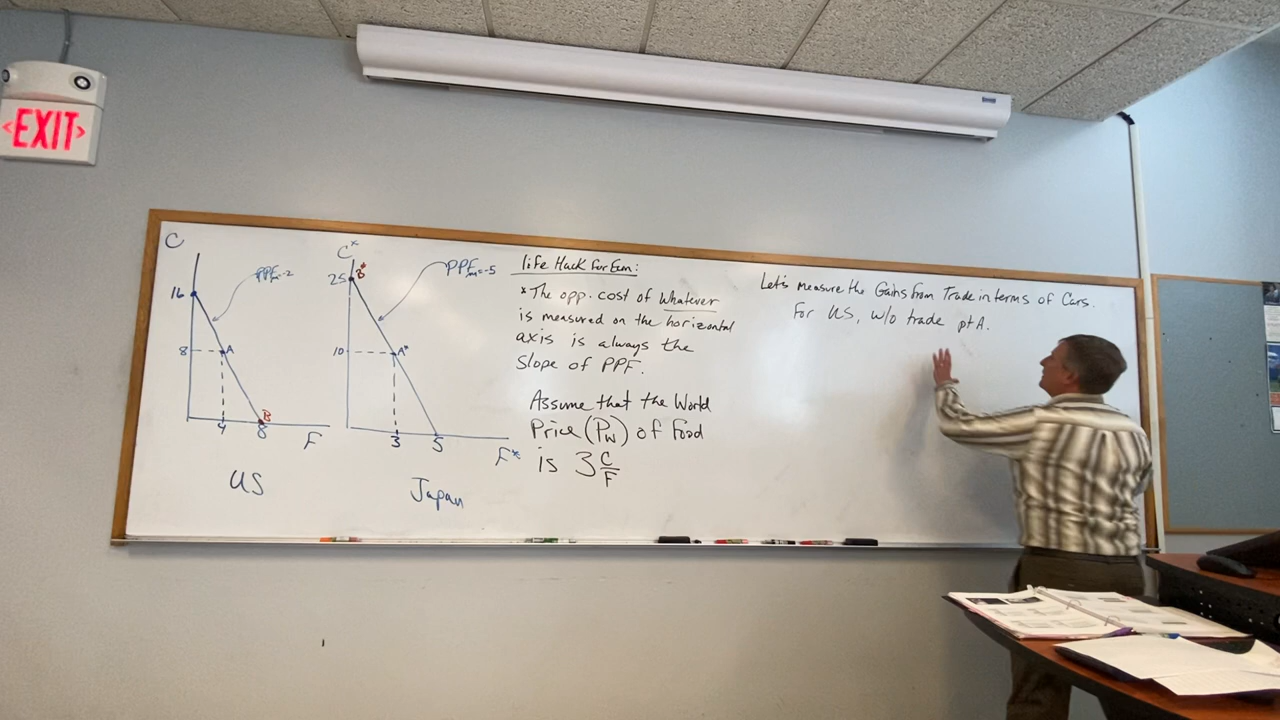 EXIT
C
16
8
PPF m=-2
A
B
4
8
F
US
C*
25
B*
PPF m=-5
10
A*
3
5
F*
Japan
life Hack for Exm:
* The opp. cost of whatever
is measured on the horizontal
axis is always the
Slope of PPF.
Assume that the World
Price (Pw) of Food
is 3 C/F
Let's measure the Gains from Trade in terms of Cars.
For US, w/o trade pt A.